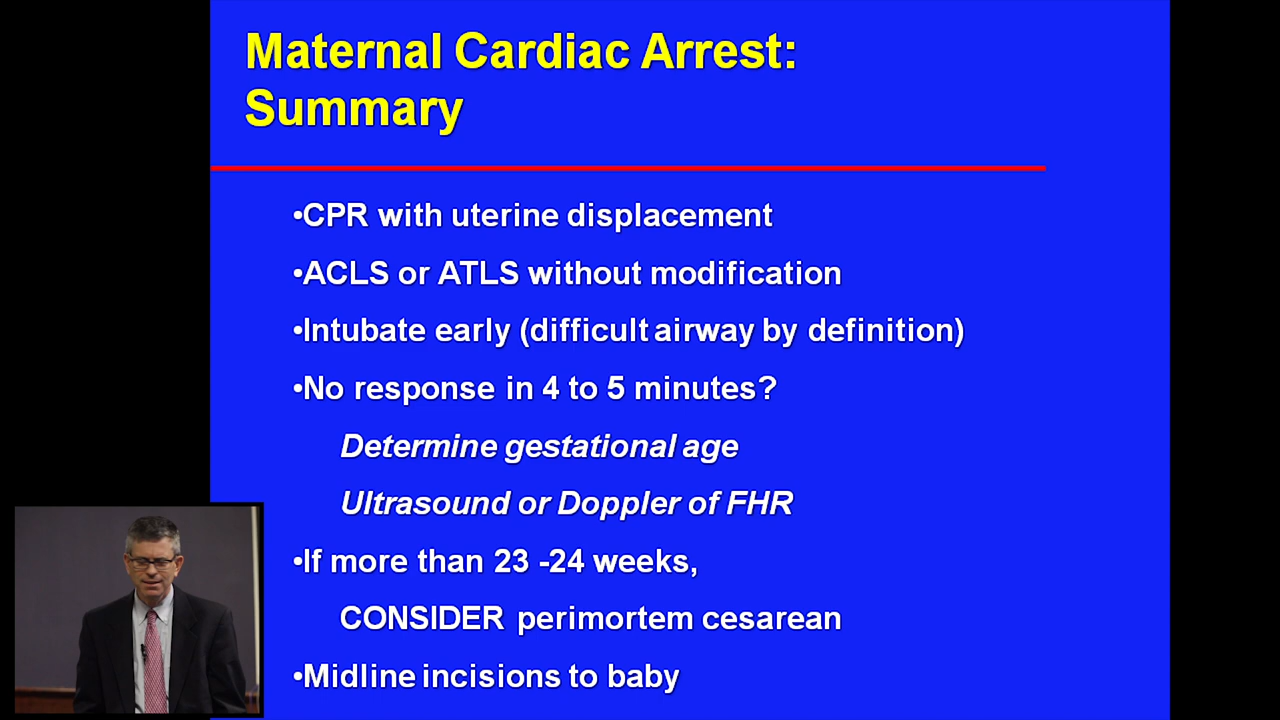 Maternal Cardiac Arrest:
Summary
•CPR with uterine displacement
•ACLS or ATLS without modification
•Intubate early (difficult airway by definition)
•No response in 4 to 5 minutes?
Determine gestational age
Ultrasound or Doppler of FHR
•If more than 23 -24 weeks,
CONSIDER perimortem cesarean
•Midline incisions to baby